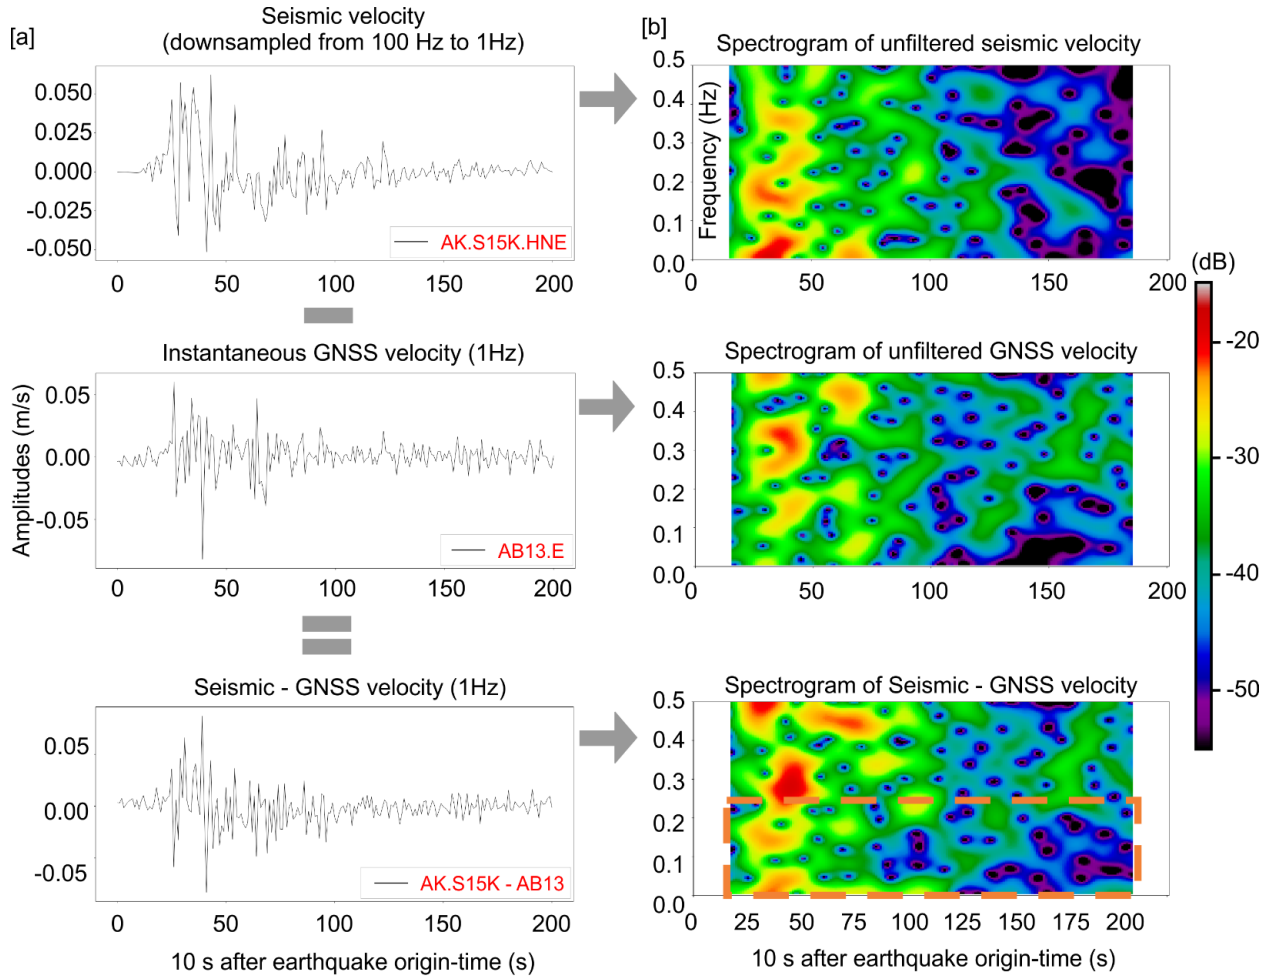 [a]
Seismic velocity
(downsampled from 100 Hz to 1Hz)
0.050
0.025
0.000
-0.025
-0.050
AK.S15K.HNE
0 50 100 150 200
[b]
Spectrogram of unfiltered seismic velocity
Frequency (Hz)
0.5
0.4
0.3
0.2
0.1
0.0
50 100 150 200
Instantaneous GNSS velocity (1Hz)
Amplitudes (m/s)
0.05
0.00
-0.05
AB13.E
0 50 100 150 200
Spectrogram of unfiltered GNSS velocity
0.5
0.4
0.3
0.2
0.1
0.0
50 150 200
(dB)
-20
-30
-40
-50
Seismic - GNSS velocity (1Hz)
0.05
0.00
0.05
AK.S15K - AB13
0 50 100 150 200
10 s after earthquake origin-time (s)
Spectrogram of Seismic - GNSS velocity
0.5
0.4
0.3
0.2
0.1
0.0
0 25 50 75 100 125 150 175 200
10 s after earthquake origin-time (s)